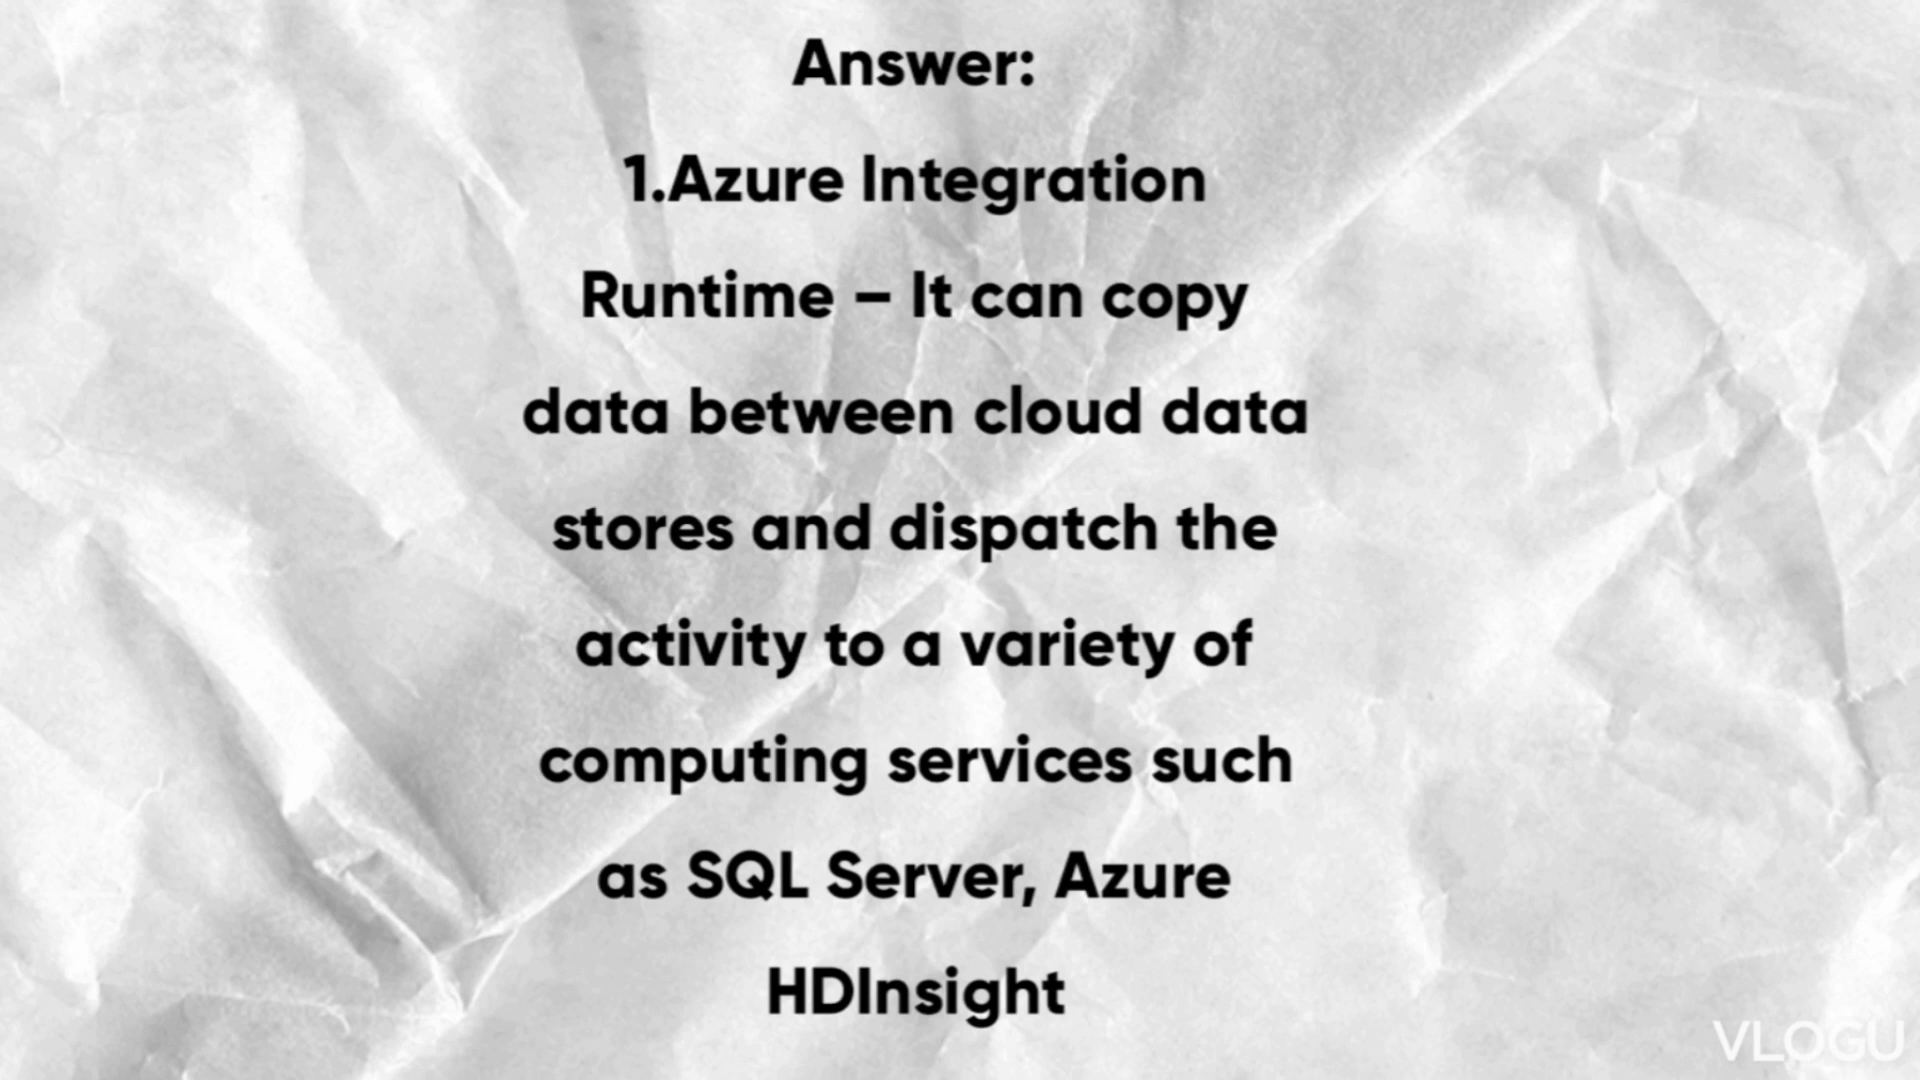 Answer:
1.Azure Integration
Runtime – It can copy
data between cloud data
stores and dispatch the
activity to a variety of
computing services such
as SQL Server, Azure
HDInsight
VLOGU